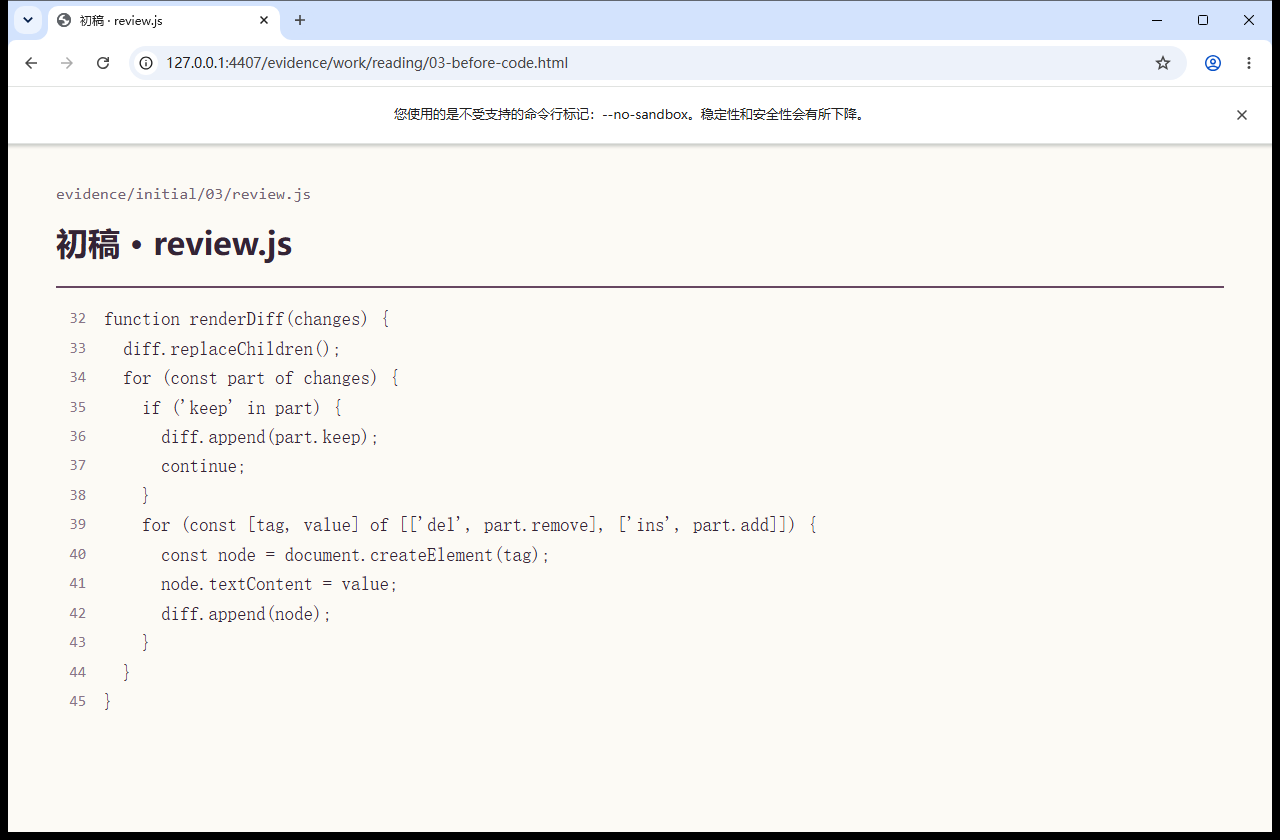 初稿 · review.js
127.0.0.1:4407/evidence/work/reading/03-before-code.html
您使用的是不受支持的命令行标记：--no-sandbox。稳定性和安全性会有所下降。
evidence/initial/03/review.js
初稿 · review.js
32 function renderDiff(changes) {
33   diff.replaceChildren();
34   for (const part of changes) {
35     if ('keep' in part) {
36       diff.append(part.keep);
37       continue;
38     }
39     for (const [tag, value] of [['del', part.remove], ['ins', part.add]]) {
40       const node = document.createElement(tag);
41       node.textContent = value;
42       diff.append(node);
43     }
44   }
45 }